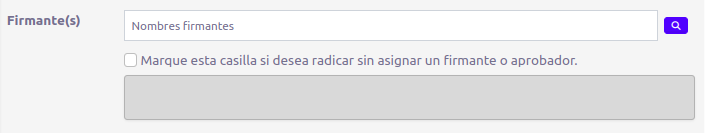 Firmante(s)
Nombres firmantes
Marque esta casilla si desea radicar sin asignar un firmante o aprobador.